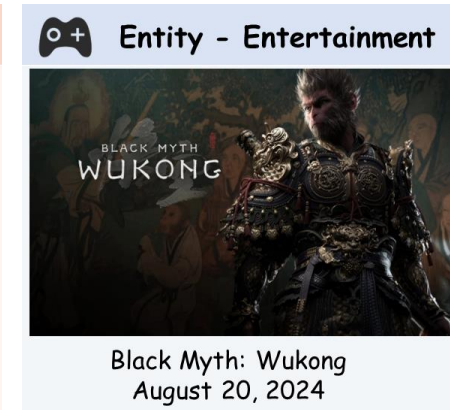 Entity - Entertainment
BLACK MYTH
WUKONG
Black Myth: Wukong
August 20, 2024